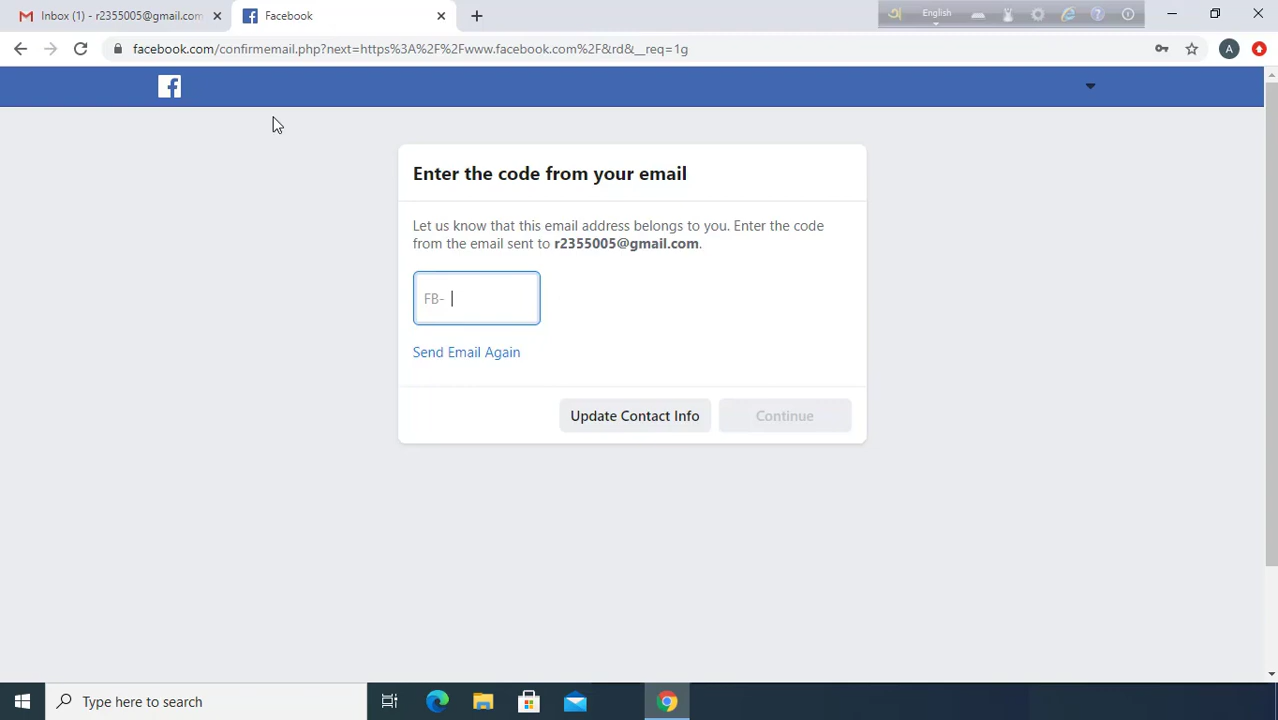 Inbox (1) - r2355005@gmail.com
Facebook
English
facebook.com/confirmemail.php?next=https%3A%2F%2Fwww.facebook.com%2F&rd&__req=1g
A
Enter the code from your email
Let us know that this email address belongs to you. Enter the code
from the email sent to r2355005@gmail.com.
FB-
Send Email Again
Update Contact Info
Continue
Type here to search